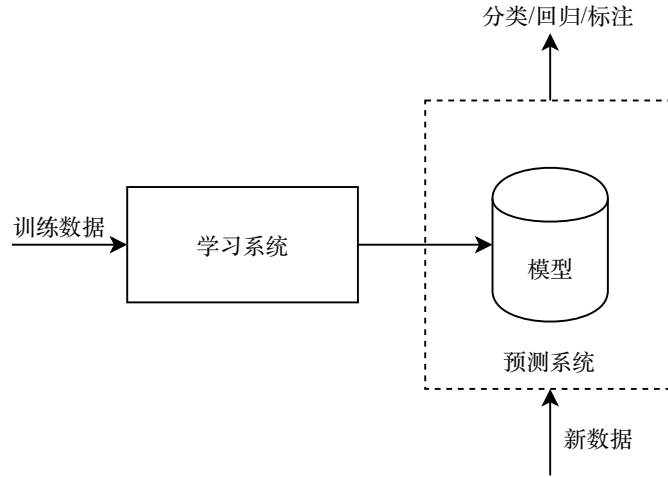 分类/回归/标注
训练数据
学习系统
模型
预测系统
新数据